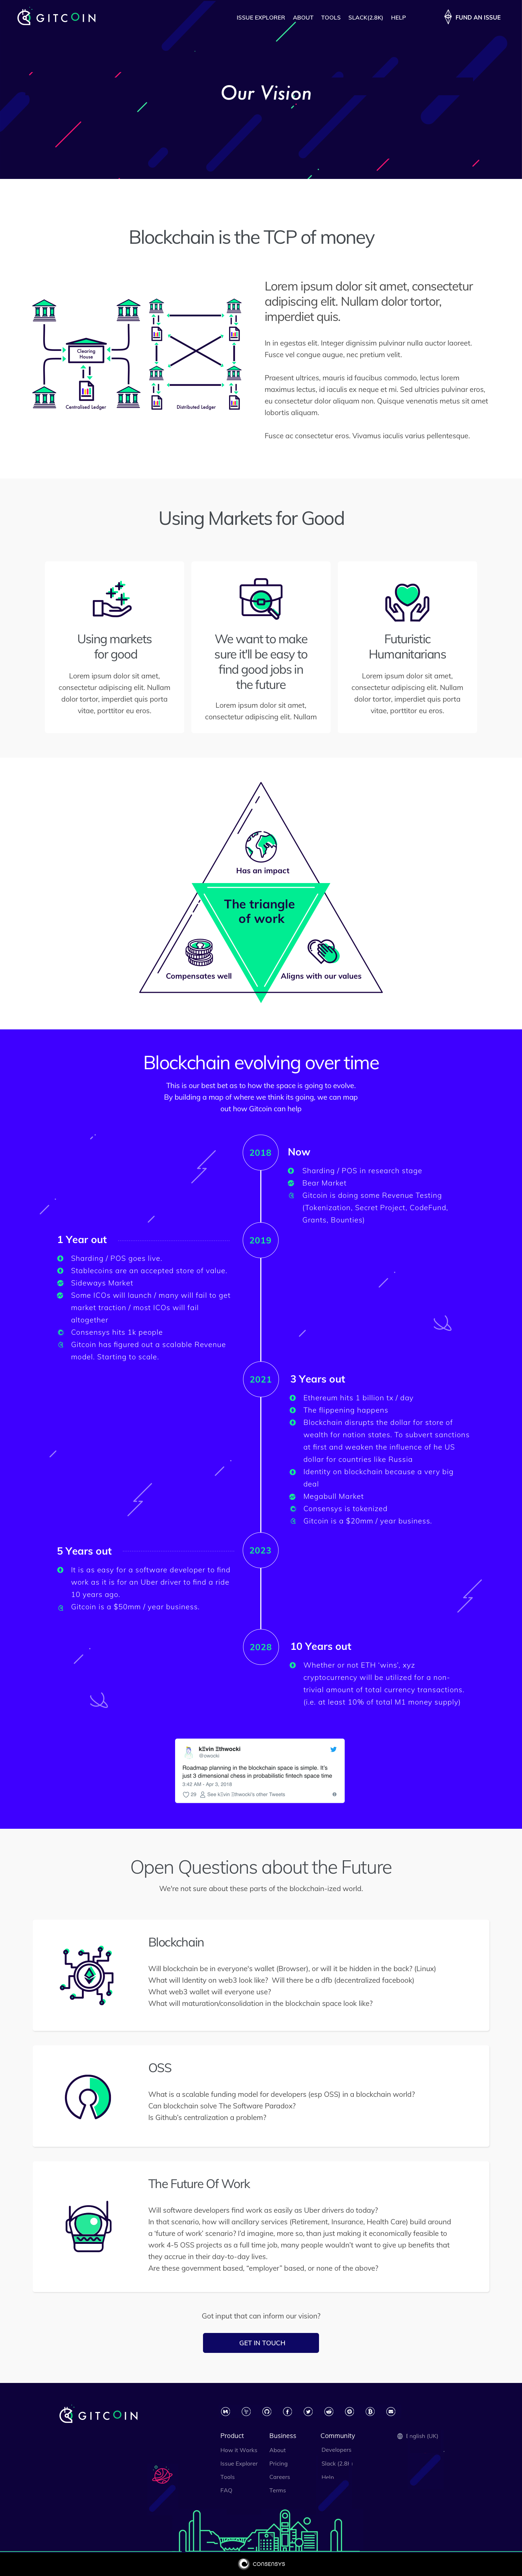 GITCOIN
ISSUE EXPLORER ABOUT TOOLS SLACK(2.8K) HELP FUND AN ISSUE
Our Vision
Blockchain is the TCP of money
Clearing
House
Centralised Ledger
Distributed Ledger
Lorem ipsum dolor sit amet, consectetur
adipiscing elit. Nullam dolor tortor,
imperdiet quis.
In in egestas elit. Integer dignissim pulvinar nulla auctor laoreet.
Fusce vel congue augue, nec pretium velit.
Praesent ultrices, mauris id faucibus commodo, lectus lorem
maximus lectus, id iaculis ex neque et mi. Sed ultricies pulvinar eros,
eu consectetur dolor aliquam non. Quisque venenatis metus sit amet
lobortis aliquam.
Fusce ac consectetur eros. Vivamus iaculis varius pellentesque.
Using Markets for Good
Using markets
for good
Lorem ipsum dolor sit amet,
consectetur adipiscing elit. Nullam
dolor tortor, imperdiet quis porta
vitae, porttitor eu eros.
We want to make
sure it'll be easy to
find good jobs in
the future
Lorem ipsum dolor sit amet,
consectetur adipiscing elit. Nullam
Futuristic
Humanitarians
Lorem ipsum dolor sit amet,
consectetur adipiscing elit. Nullam
dolor tortor, imperdiet quis porta
vitae, porttitor eu eros.
Has an impact
The triangle
of work
Compensates well
Aligns with our values
Blockchain evolving over time
This is our best bet as to how the space is going to evolve.
By building a map of where we think its going, we can map
out how Gitcoin can help
2018
Now
Sharding / POS in research stage
Bear Market
Gitcoin is doing some Revenue Testing
(Tokenization, Secret Project, CodeFund,
Grants, Bounties)
1 Year out
2019
Sharding / POS goes live.
Stablecoins are an accepted store of value.
Sideways Market
Some ICOs will launch / many will fail to get
market traction / most ICOs will fail
altogether
Consensys hits 1k people
Gitcoin has figured out a scalable Revenue
model. Starting to scale.
2021
3 Years out
Ethereum hits 1 billion tx / day
The flippening happens
Blockchain disrupts the dollar for store of
wealth for nation states. To subvert sanctions
at first and weaken the influence of he US
dollar for countries like Russia
Identity on blockchain because a very big
deal
Megabull Market
Consensys is tokenized
Gitcoin is a $20mm / year business.
5 Years out
2023
It is as easy for a software developer to find
work as it is for an Uber driver to find a ride
10 years ago.
Gitcoin is a $50mm / year business.
2028
10 Years out
Whether or not ETH 'wins', xyz
cryptocurrency will be utilized for a non-
trivial amount of total currency transactions.
(i.e. at least 10% of total M1 money supply)
kΞvin Ξthwocki
@owocki
Roadmap planning in the blockchain space is simple. It's
just 3 dimensional chess in probabilistic fintech space time
3:42 AM - Apr 3, 2018
28 See kΞvin Ξthwocki's other Tweets
Open Questions about the Future
We're not sure about these parts of the blockchain-ized world.
Blockchain
Will blockchain be in everyone's wallet (Browser), or will it be hidden in the back? (Linux)
What will Identity on web3 look like? Will there be a dfb (decentralized facebook)
What web3 wallet will everyone use?
What will maturation/consolidation in the blockchain space look like?
OSS
What is a scalable funding model for developers (esp OSS) in a blockchain world?
Can blockchain solve The Software Paradox?
Is Github's centralization a problem?
The Future Of Work
Will software developers find work as easily as Uber drivers do today?
In that scenario, how will ancillary services (Retirement, Insurance, Health Care) build around
a 'future of work' scenario? I'd imagine, more so, than just making it economically feasible to
work 4-5 OSS projects as a full time job, many people wouldn't want to give up benefits that
they accrue in their day-to-day lives.
Are these government based, "employer" based, or none of the above?
Got input that can inform our vision?
GET IN TOUCH
GITCOIN
Product
How it Works
Issue Explorer
Tools
FAQ
Business
About
Pricing
Careers
Terms
Community
Developers
Slack (2.8K)
Help
English (UK)
CONSENSYS